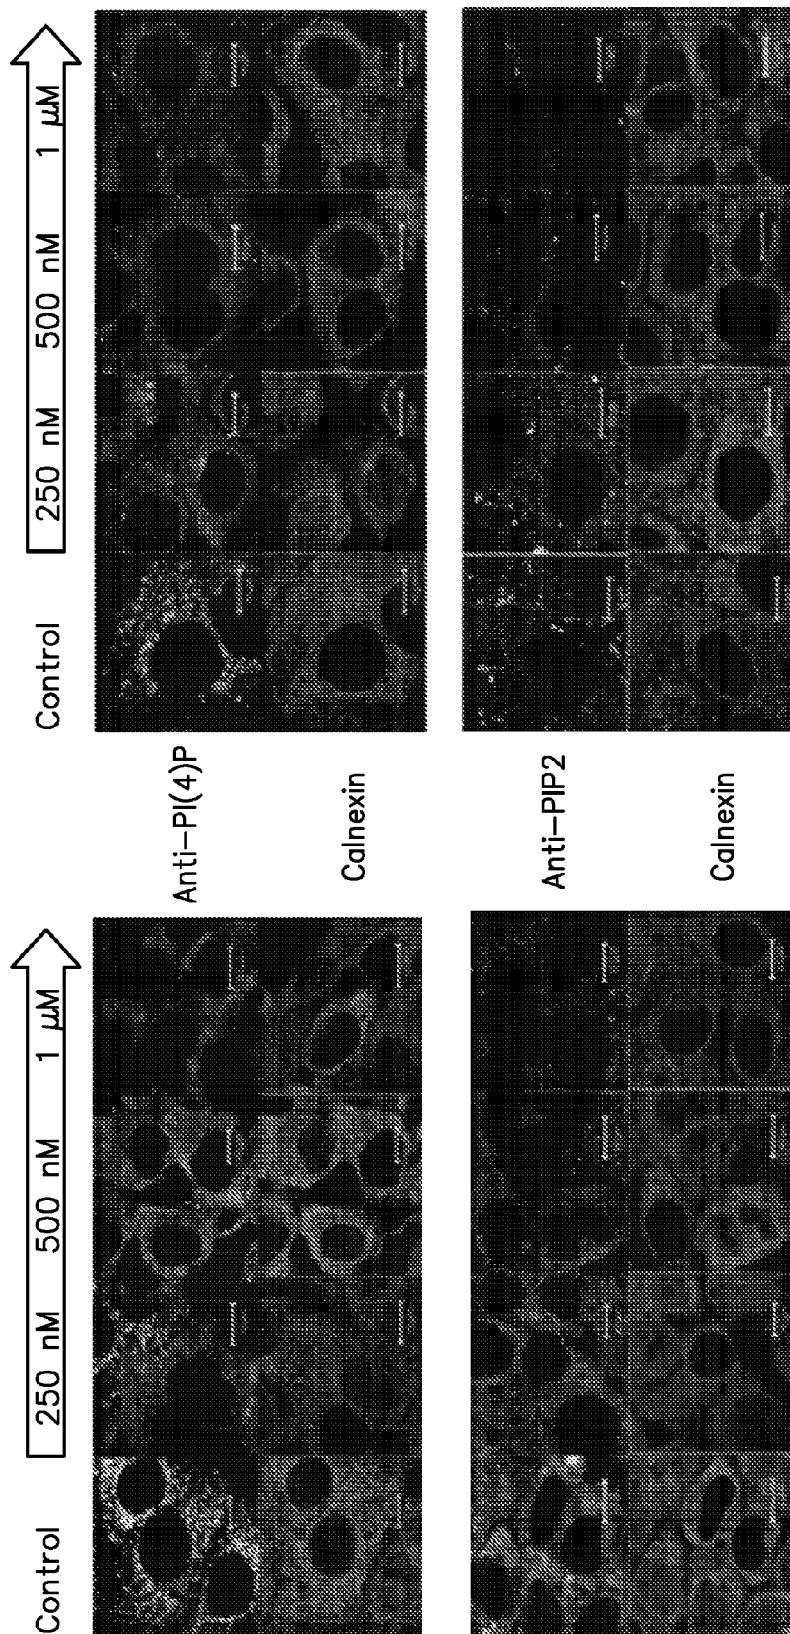 Control
250 nM
500 nM
1 μM
Anti-PI(4)P
Calnexin
Anti-PIP2
Calnexin
Control
250 nM
500 nM
1 μM